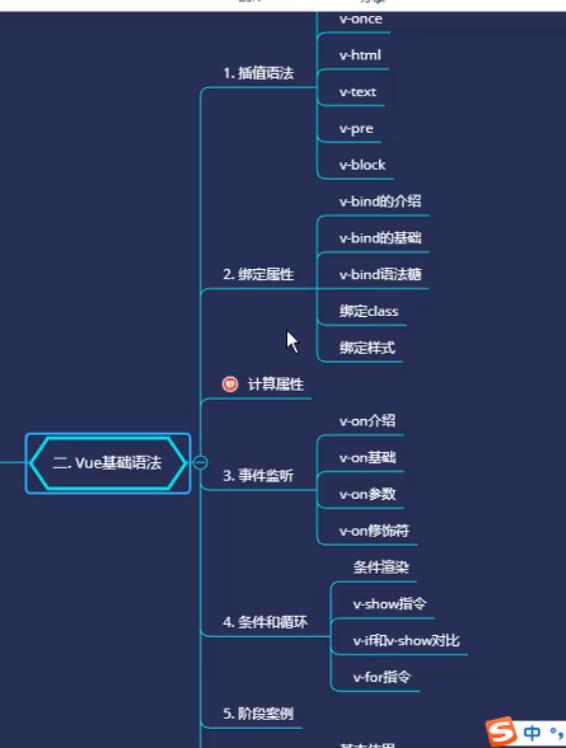 v-once
v-html
1. 插值语法
v-text
v-pre
v-block
v-bind的介绍
v-bind的基础
2. 绑定属性
v-bind语法糖
绑定class
绑定样式
计算属性
v-on介绍
v-on基础
二. Vue基础语法
3. 事件监听
v-on参数
v-on修饰符
条件渲染
v-show指令
4. 条件和循环
v-if和v-show对比
v-for指令
5. 阶段案例
S 中 °,